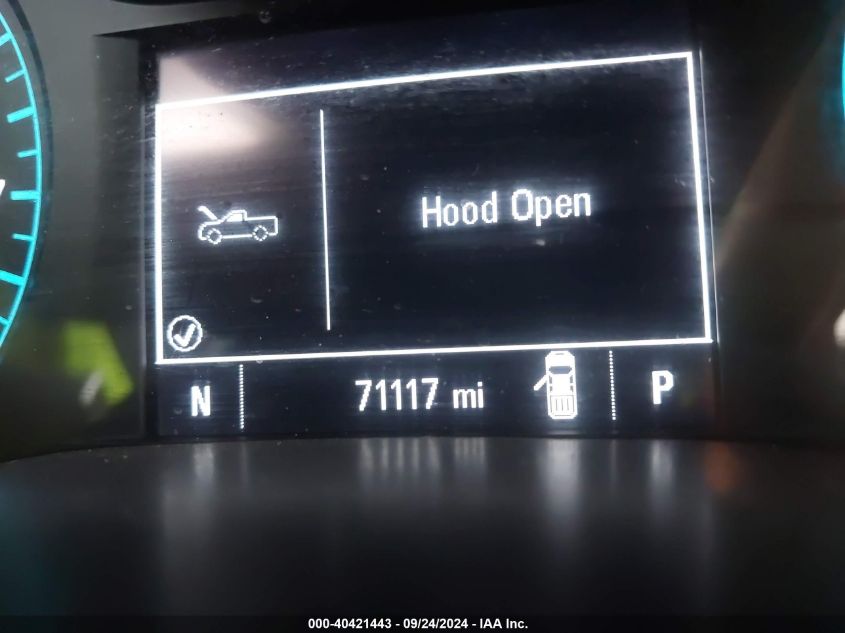 Hood Open
N 71117 mi P
000-40421443 - 09/24/2024 - IAA Inc.